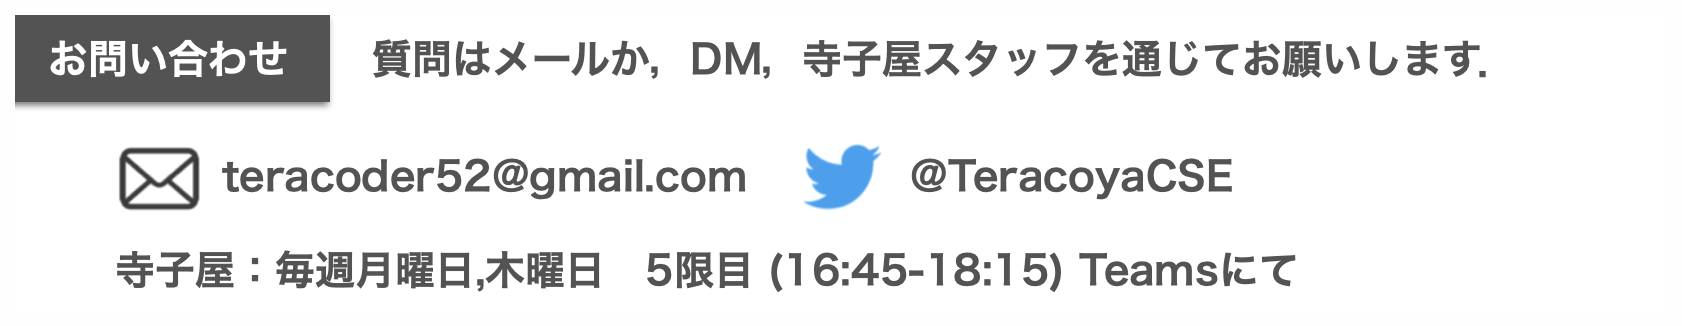 お問い合わせ　質問はメールか，DM，寺子屋スタッフを通じてお願いします.
teracoder52@gmail.com　@TeracoyaCSE
寺子屋：毎週月曜日,木曜日　5限目 (16:45-18:15) Teamsにて